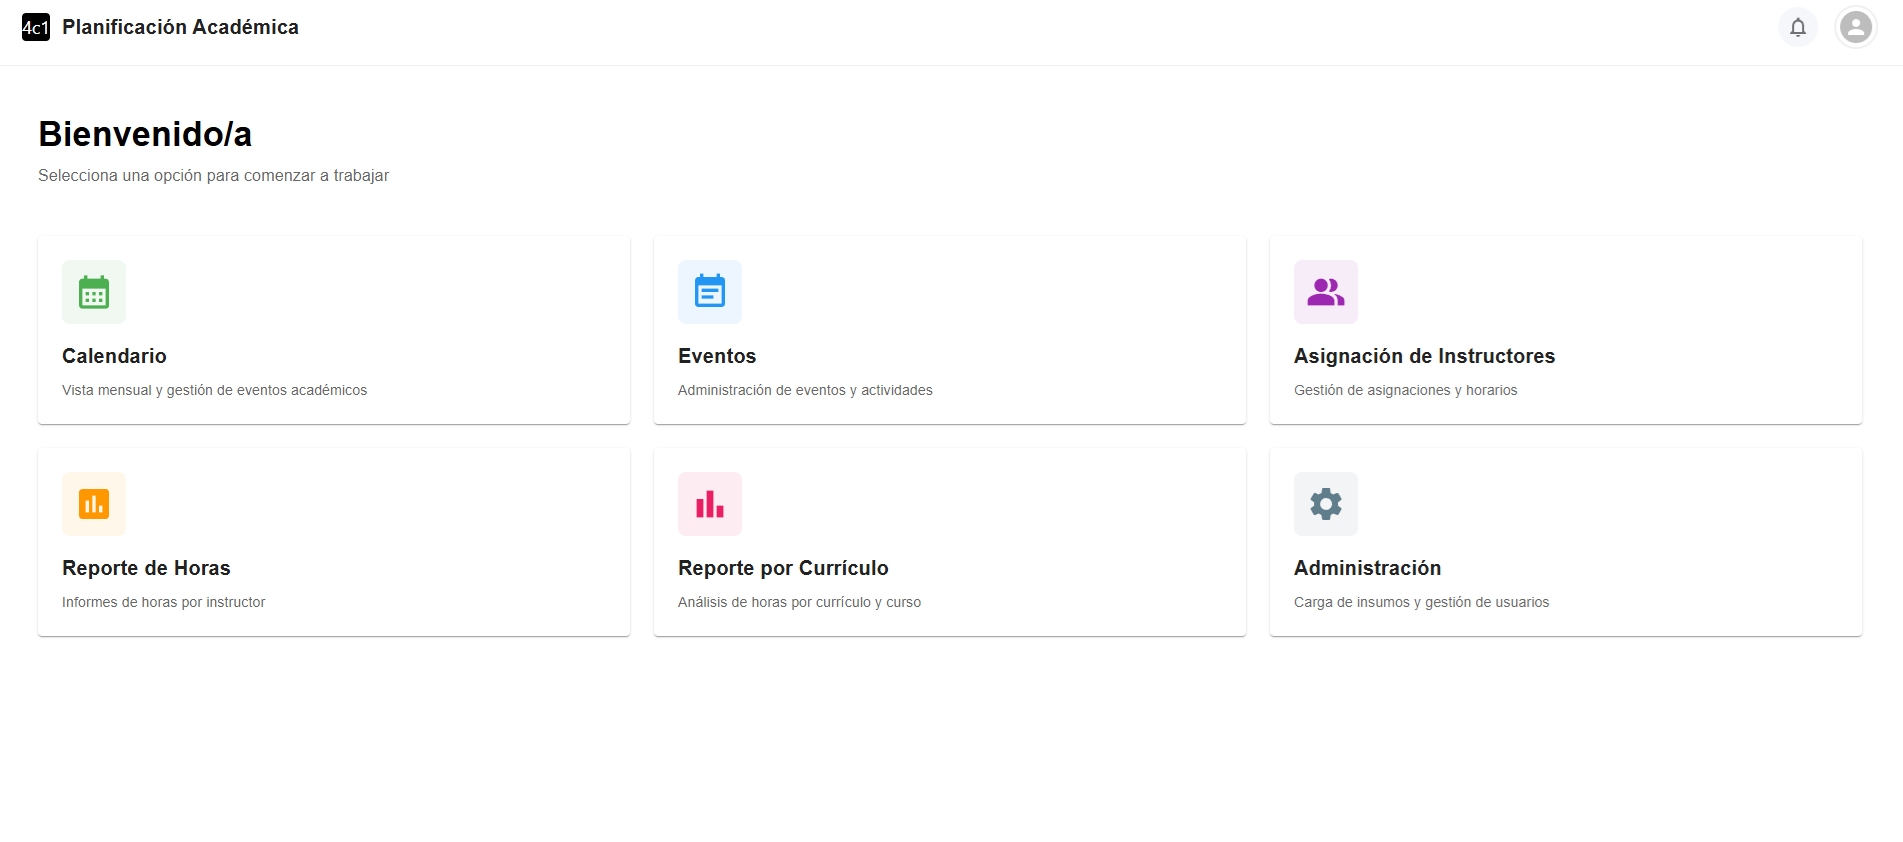 4c1 Planificación Académica
Bienvenido/a
Selecciona una opción para comenzar a trabajar
Calendario
Vista mensual y gestión de eventos académicos
Eventos
Administración de eventos y actividades
Asignación de Instructores
Gestión de asignaciones y horarios
Reporte de Horas
Informes de horas por instructor
Reporte por Currículo
Análisis de horas por currículo y curso
Administración
Carga de insumos y gestión de usuarios